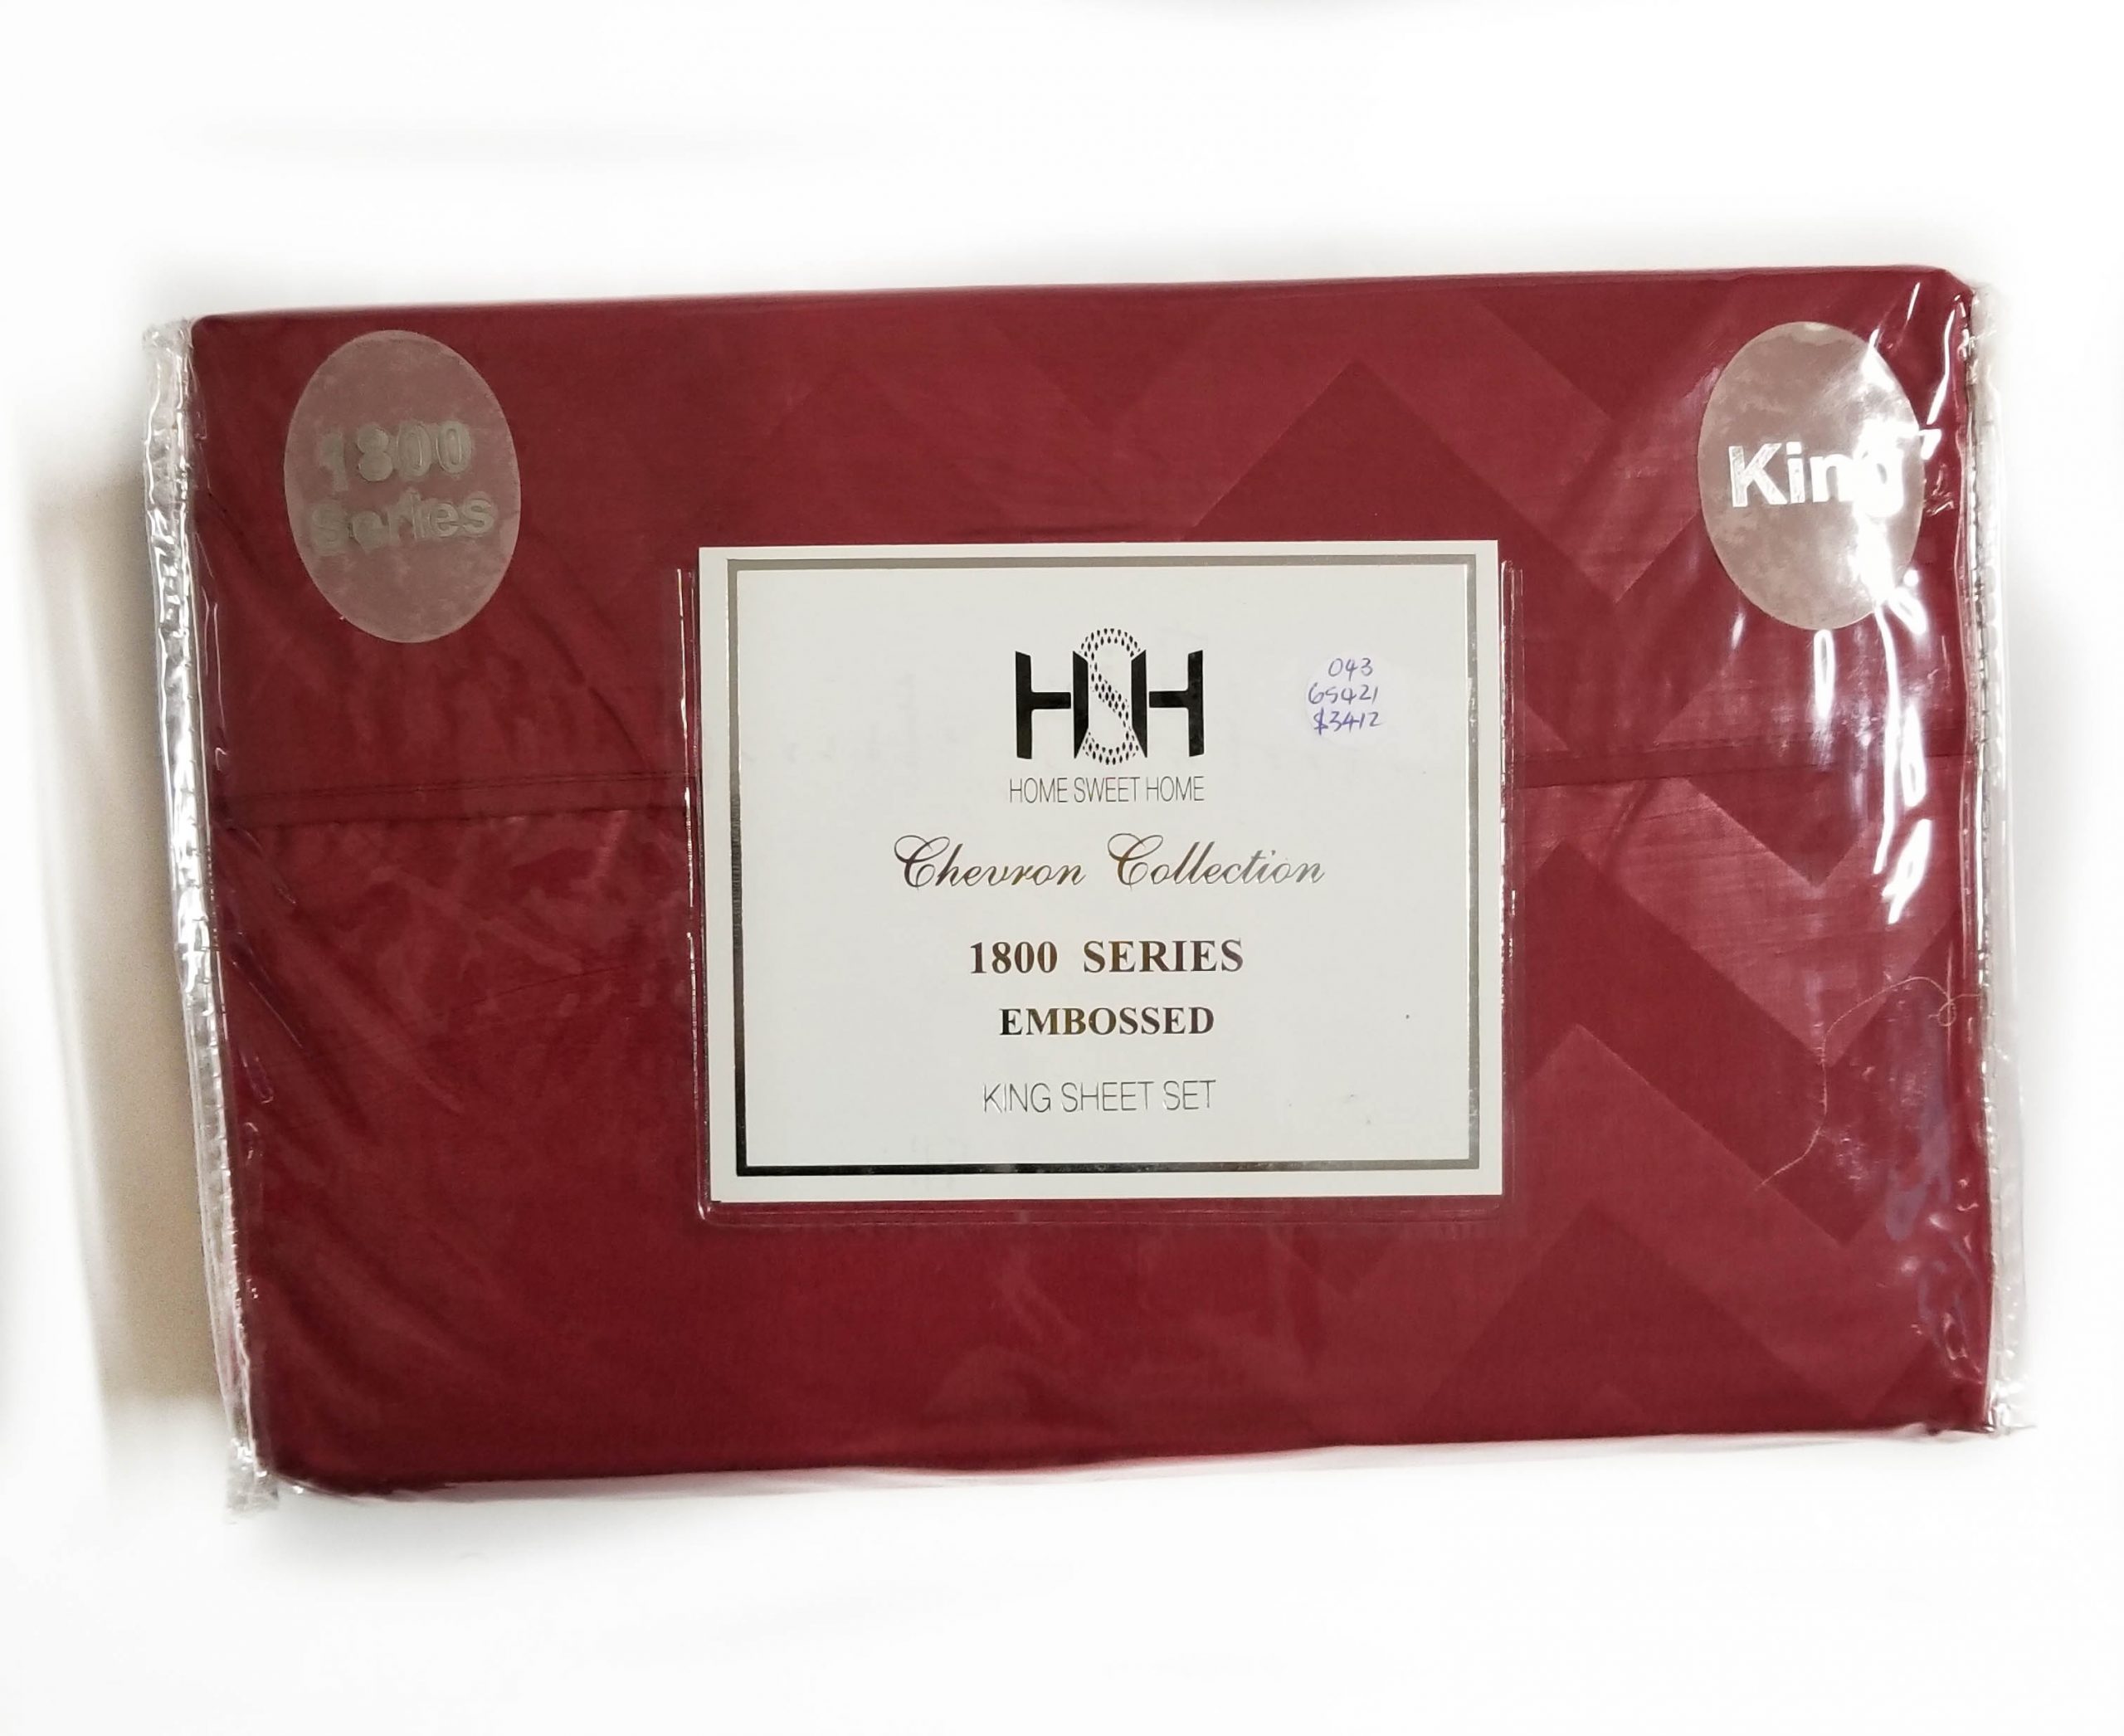 1800
Series
King
HSH
HOME SWEET HOME
043
65421
$3412
Chevron Collection
1800 SERIES
EMBOSSED
KING SHEET SET